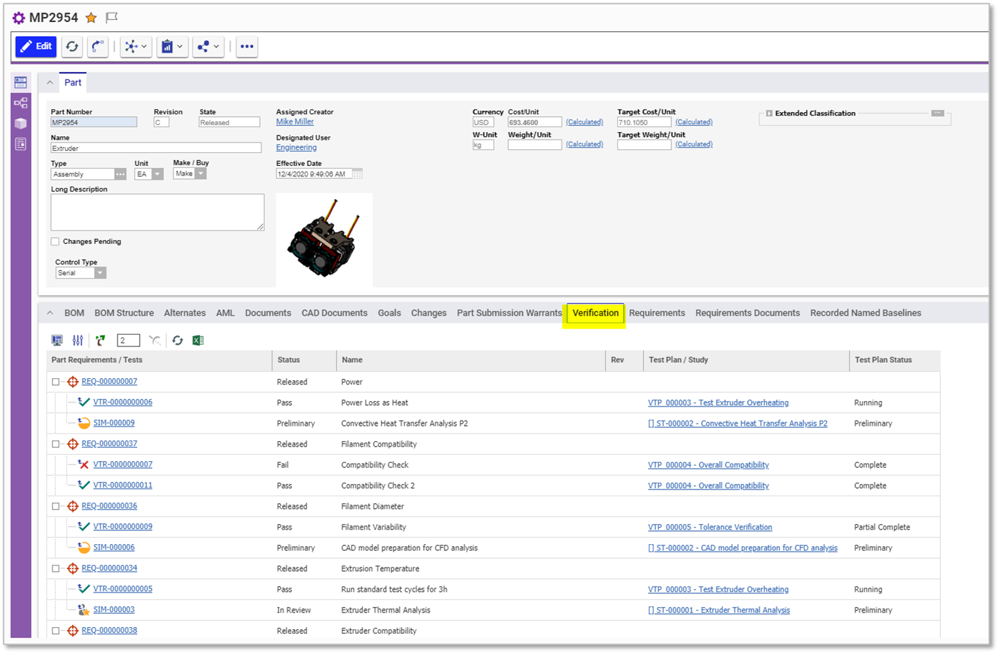 MP2954
Edit
Part
Part Number
Revision
State
Assigned Creator
Currency
Cost/Unit
Target Cost/Unit
Extended Classification
MP2954
C
Released
Mike Miller
USD
693.4600
(Calculated)
710.1050
(Calculated)
Name
Designated User
W-Unit
Weight/Unit
Target Weight/Unit
Extruder
Engineering
kg
(Calculated)
(Calculated)
Type
Unit
Make / Buy
Effective Date
Assembly
EA
Make
12/4/2020 9:49:06 AM
Long Description
Changes Pending
Control Type
Serial
BOM BOM Structure Alternates AML Documents CAD Documents Goals Changes Part Submission Warrants Verification Requirements Requirements Documents Recorded Named Baselines
2
Part Requirements / Tests Status Name Rev Test Plan / Study Test Plan Status
REQ-000000007 Released Power
VTR-0000000006 Pass Power Loss as Heat VTP_000003 - Test Extruder Overheating Running
SIM-000009 Preliminary Convective Heat Transfer Analysis P2 [] ST-000002 - Convective Heat Transfer Analysis P2 Preliminary
REQ-000000037 Released Filament Compatibility
VTR-0000000007 Fail Compatibility Check VTP_000004 - Overall Compatibility Complete
VTR-0000000011 Pass Compatibility Check 2 VTP_000004 - Overall Compatibility Complete
REQ-000000036 Released Filament Diameter
VTR-0000000009 Pass Filament Variability VTP_000005 - Tolerance Verification Partial Complete
SIM-000006 Preliminary CAD model preparation for CFD analysis [] ST-000002 - CAD model preparation for CFD analysis Preliminary
REQ-000000034 Released Extrusion Temperature
VTR-0000000005 Pass Run standard test cycles for 3h VTP_000003 - Test Extruder Overheating Running
SIM-000003 In Review Extruder Thermal Analysis [] ST-000001 - Extruder Thermal Analysis Preliminary
REQ-000000038 Released Extruder Compatibility